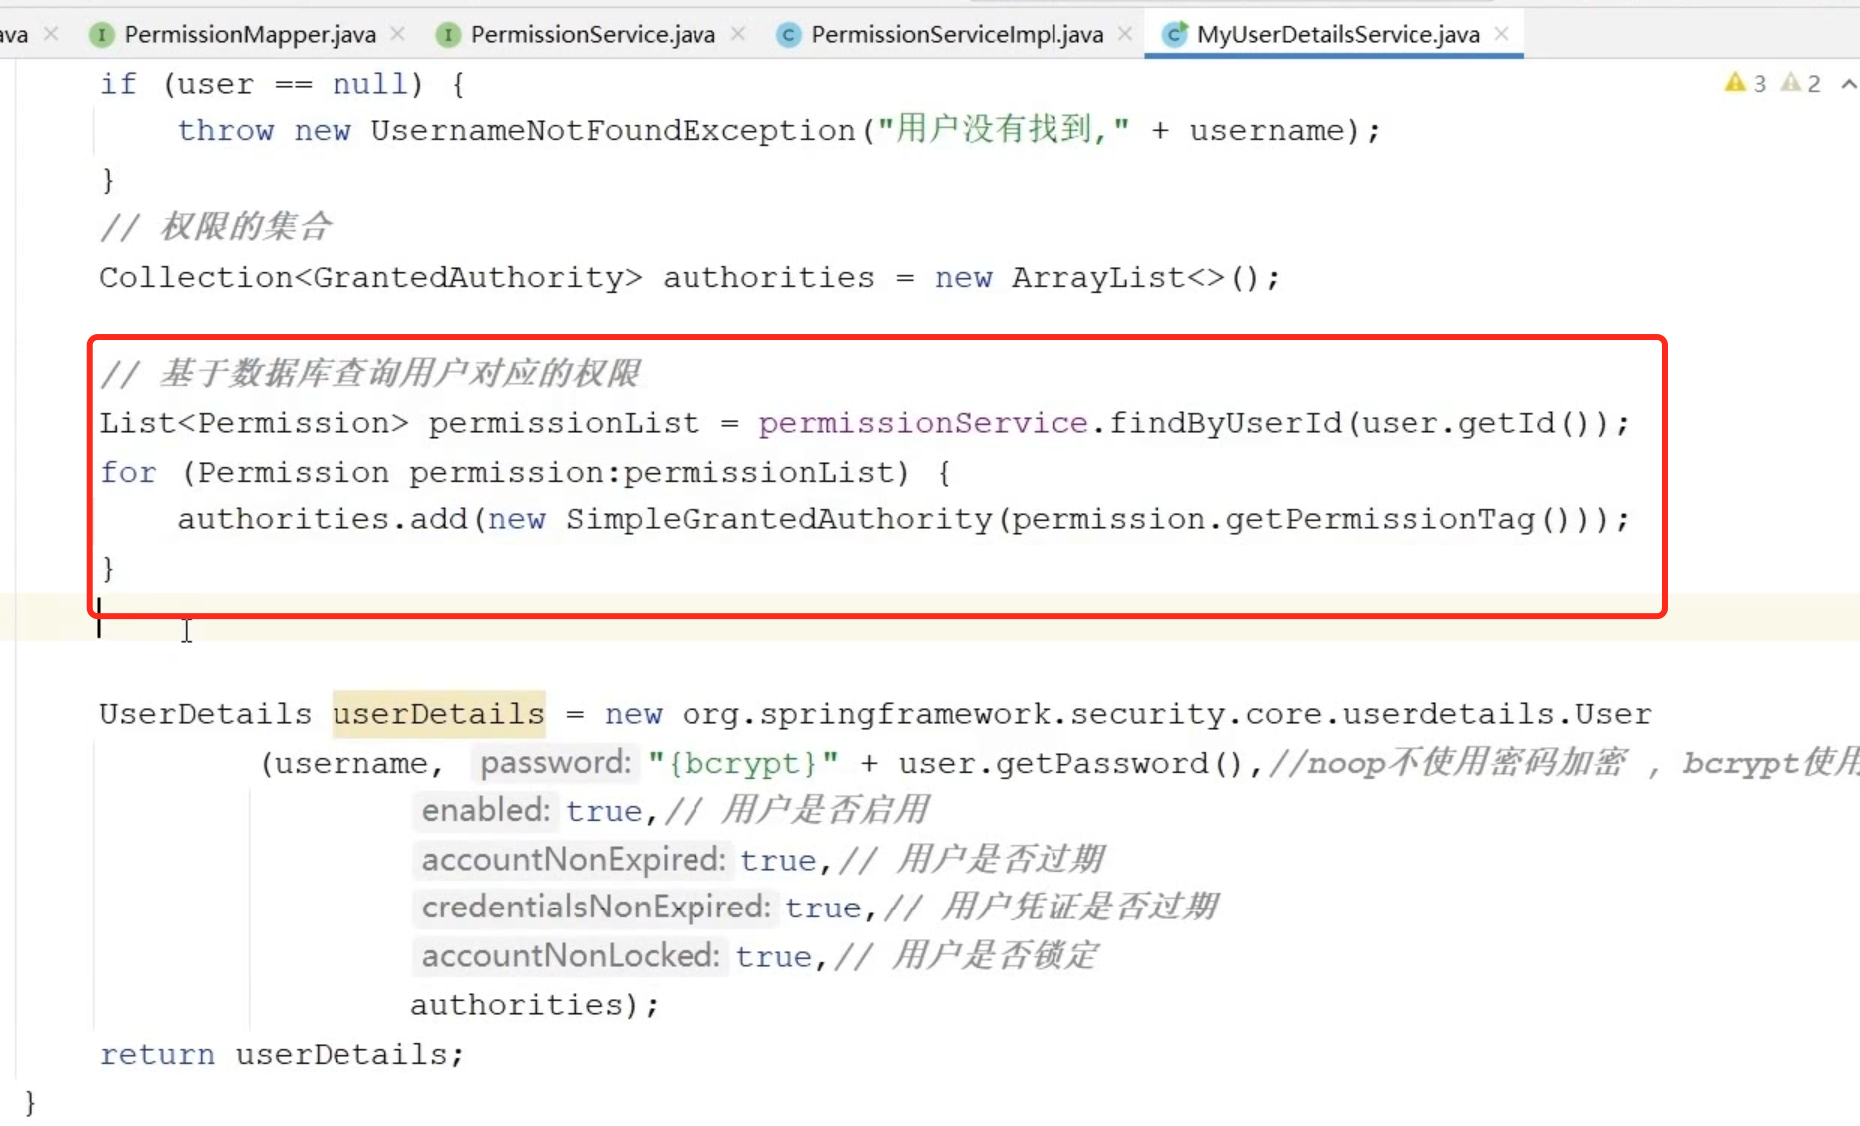 ava PermissionMapper.java PermissionService.java PermissionServiceImpl.java MyUserDetailsService.java
if (user == null) { 3 2
throw new UsernameNotFoundException("用户没有找到," + username);
}
// 权限的集合
Collection<GrantedAuthority> authorities = new ArrayList<>();
// 基于数据库查询用户对应的权限
List<Permission> permissionList = permissionService.findByUserId(user.getId());
for (Permission permission:permissionList) {
authorities.add(new SimpleGrantedAuthority(permission.getPermissionTag()));
}
UserDetails userDetails = new org.springframework.security.core.userdetails.User
(username, password: "{bcrypt}" + user.getPassword(),//noop不使用密码加密 , bcrypt使用
enabled: true,// 用户是否启用
accountNonExpired: true,// 用户是否过期
credentialsNonExpired: true,// 用户凭证是否过期
accountNonLocked: true,// 用户是否锁定
authorities);
return userDetails;
}